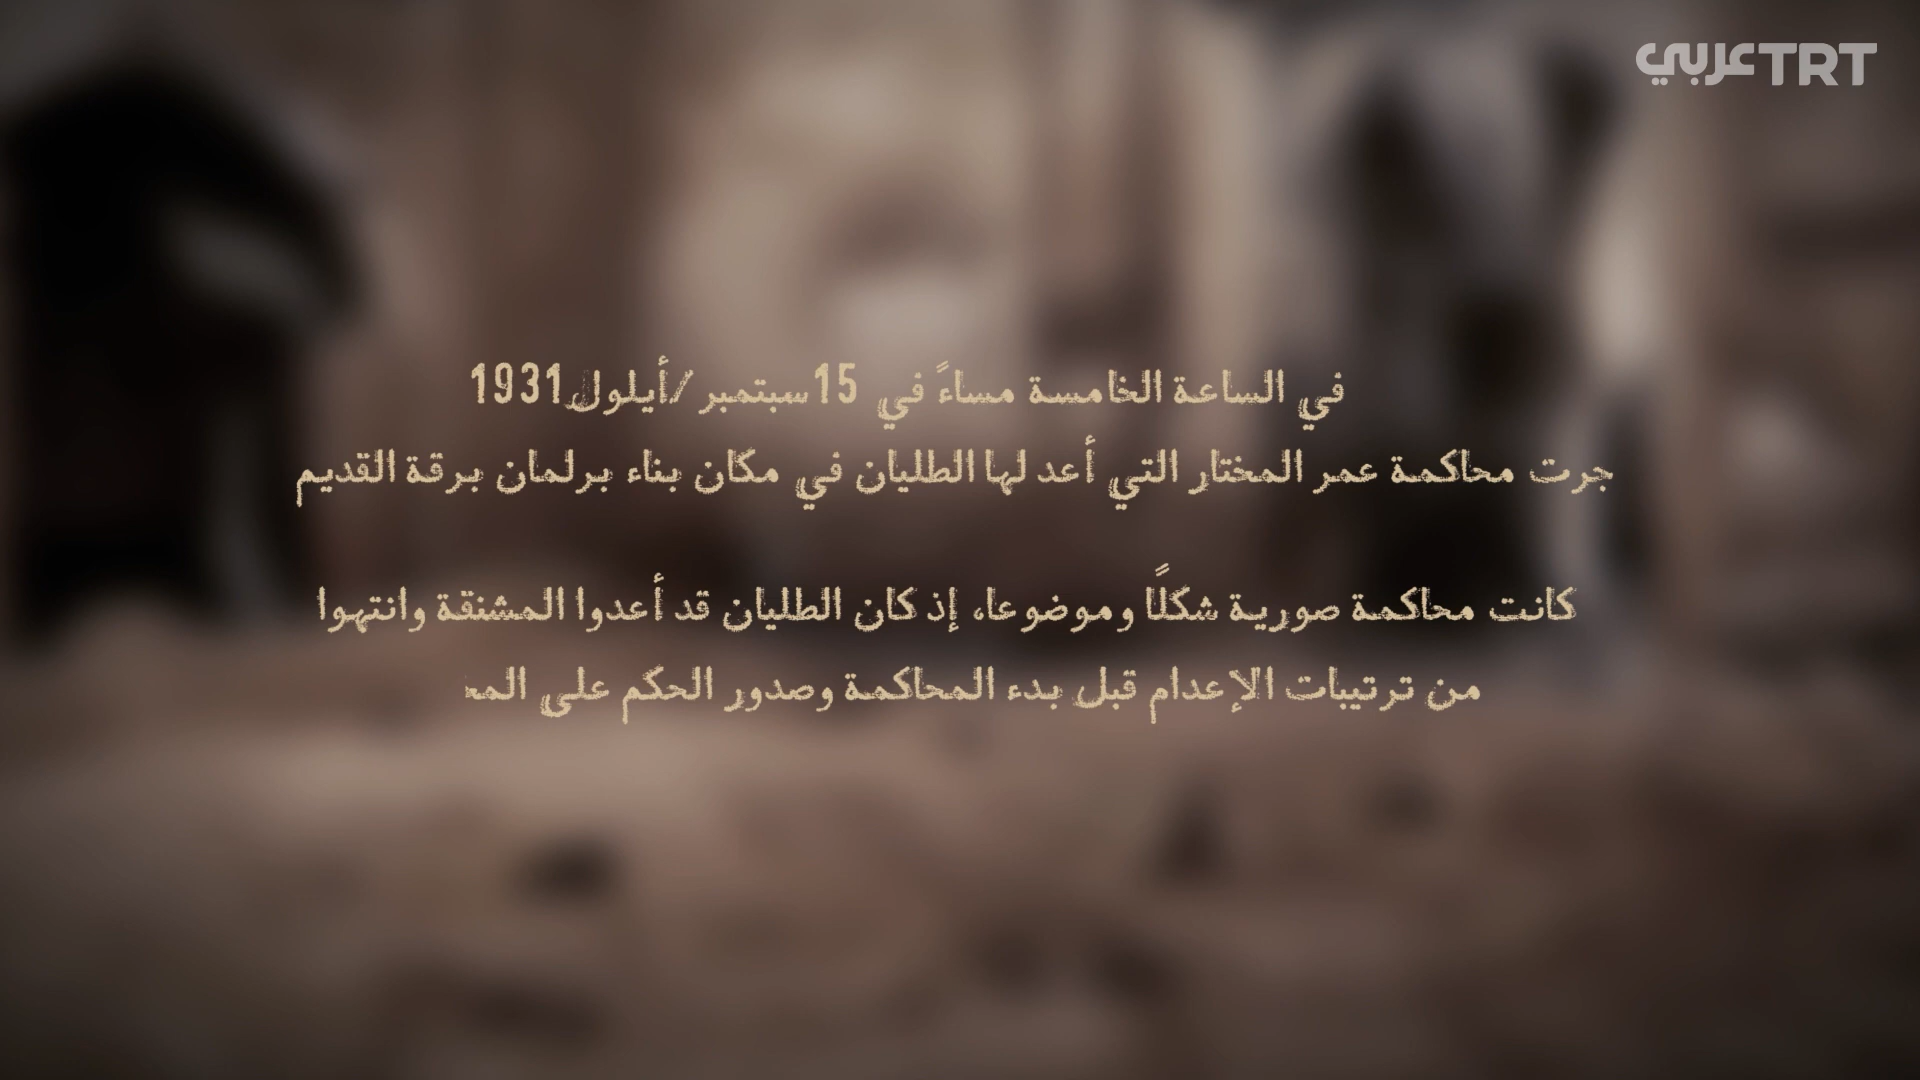 TRT عربي
في الساعة الخامسة مساءً في 15سبتمبر /أيلول1931
جرت محاكمة عمر المختار التي أعد لها الطليان في مكان بناء برلمان برقة القديم
كانت محاكمة صورية شكلًا وموضوعا، إذ كان الطليان قد أعدوا المشنقة وانتهوا
من ترتيبات الإعدام قبل بدء المحاكمة وصدور الحكم على